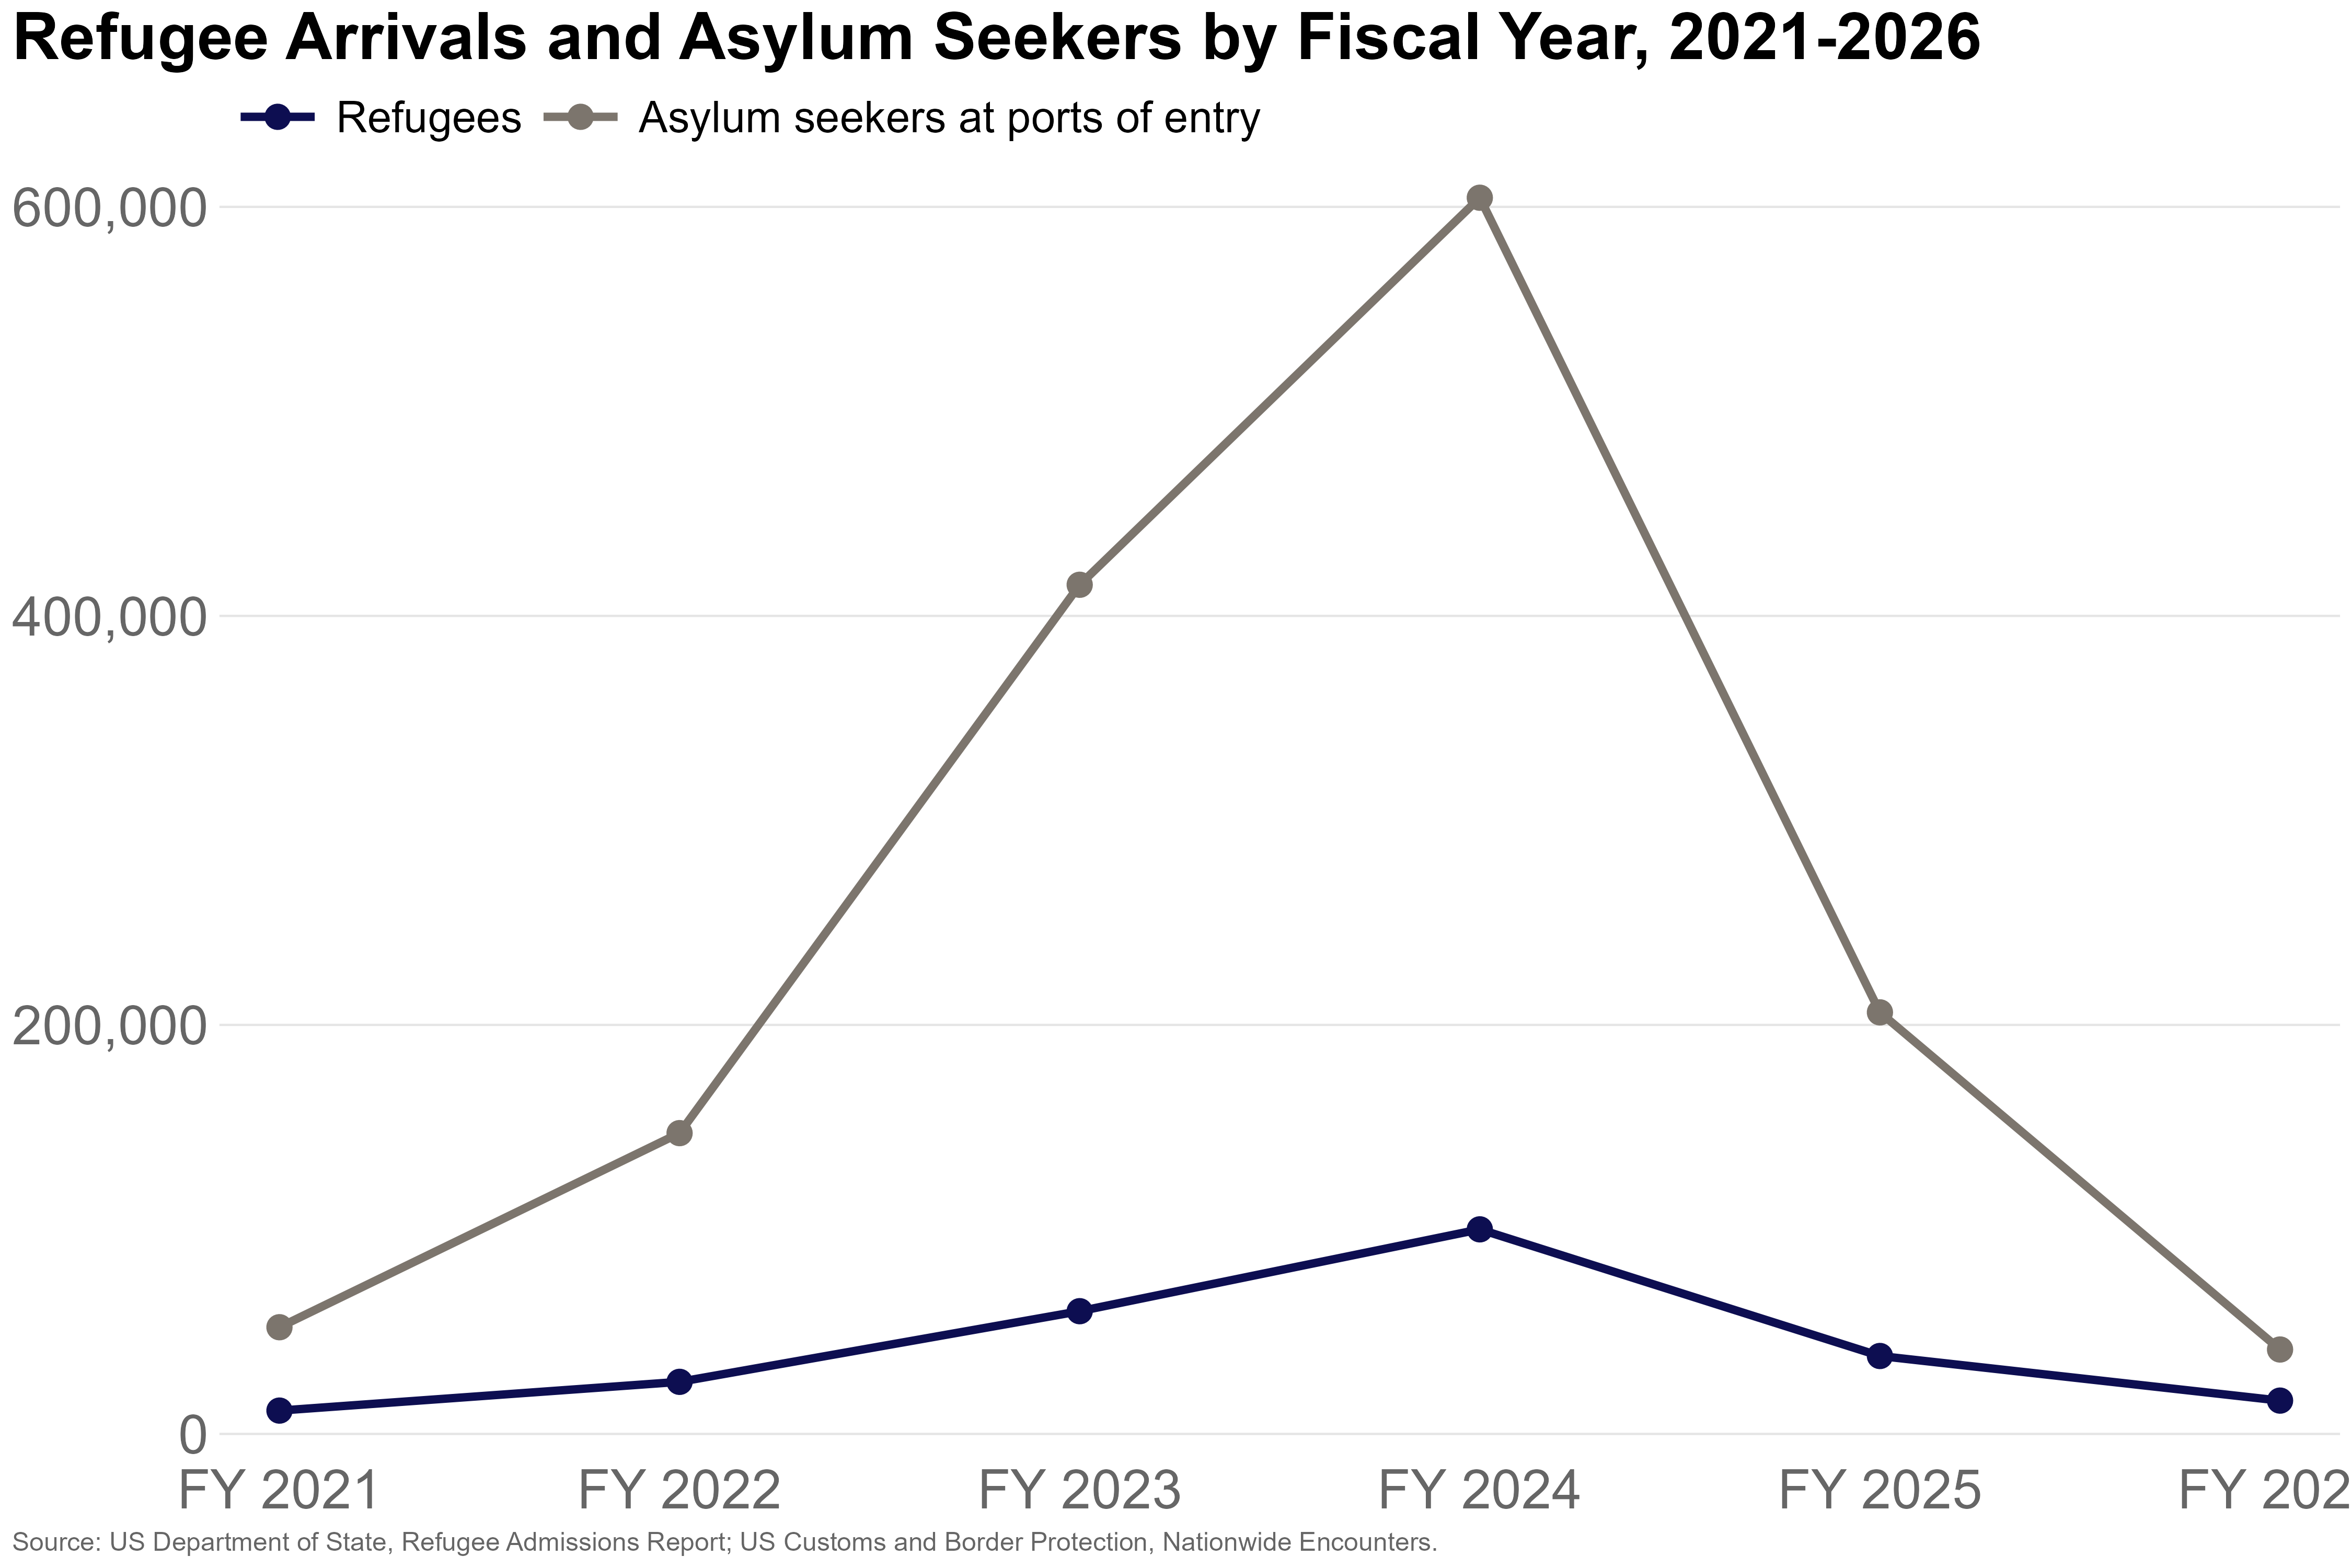 Refugee Arrivals and Asylum Seekers by Fiscal Year, 2021-2026
Refugees Asylum seekers at ports of entry
600,000
400,000
200,000
0
FY 2021 FY 2022 FY 2023 FY 2024 FY 2025 FY 202
Source: US Department of State, Refugee Admissions Report; US Customs and Border Protection, Nationwide Encounters.